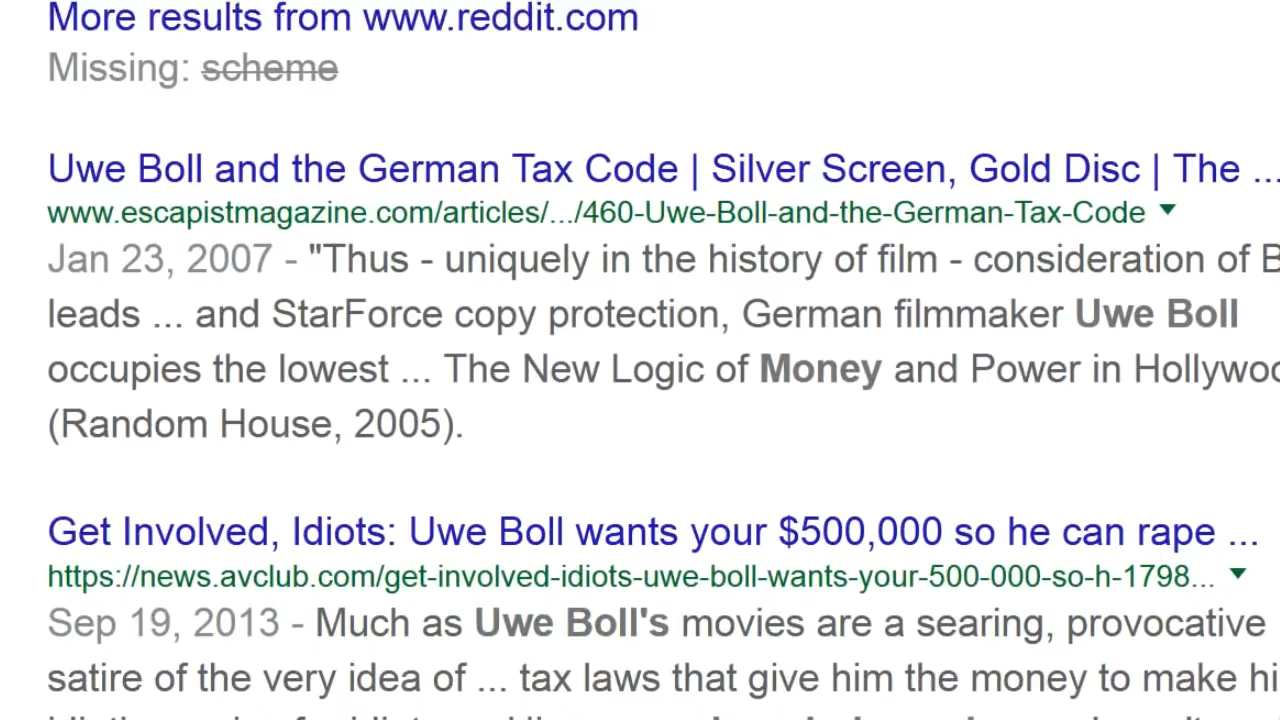 More results from www.reddit.com
Missing: scheme
Uwe Boll and the German Tax Code | Silver Screen, Gold Disc | The ...
www.escapistmagazine.com/articles/.../460-Uwe-Boll-and-the-German-Tax-Code
Jan 23, 2007 - "Thus - uniquely in the history of film - consideration of
leads ... and StarForce copy protection, German filmmaker Uwe Boll
occupies the lowest ... The New Logic of Money and Power in
(Random House, 2005).
Get Involved, Idiots: Uwe Boll wants your $500,000 so he can rape ...
https://news.avclub.com/get-involved-idiots-uwe-boll-wants-your-500-000-so-h-1798...
Sep 19, 2013 - Much as Uwe Boll's movies are a searing, provocative
satire of the very idea of ... tax laws that give him the money to make